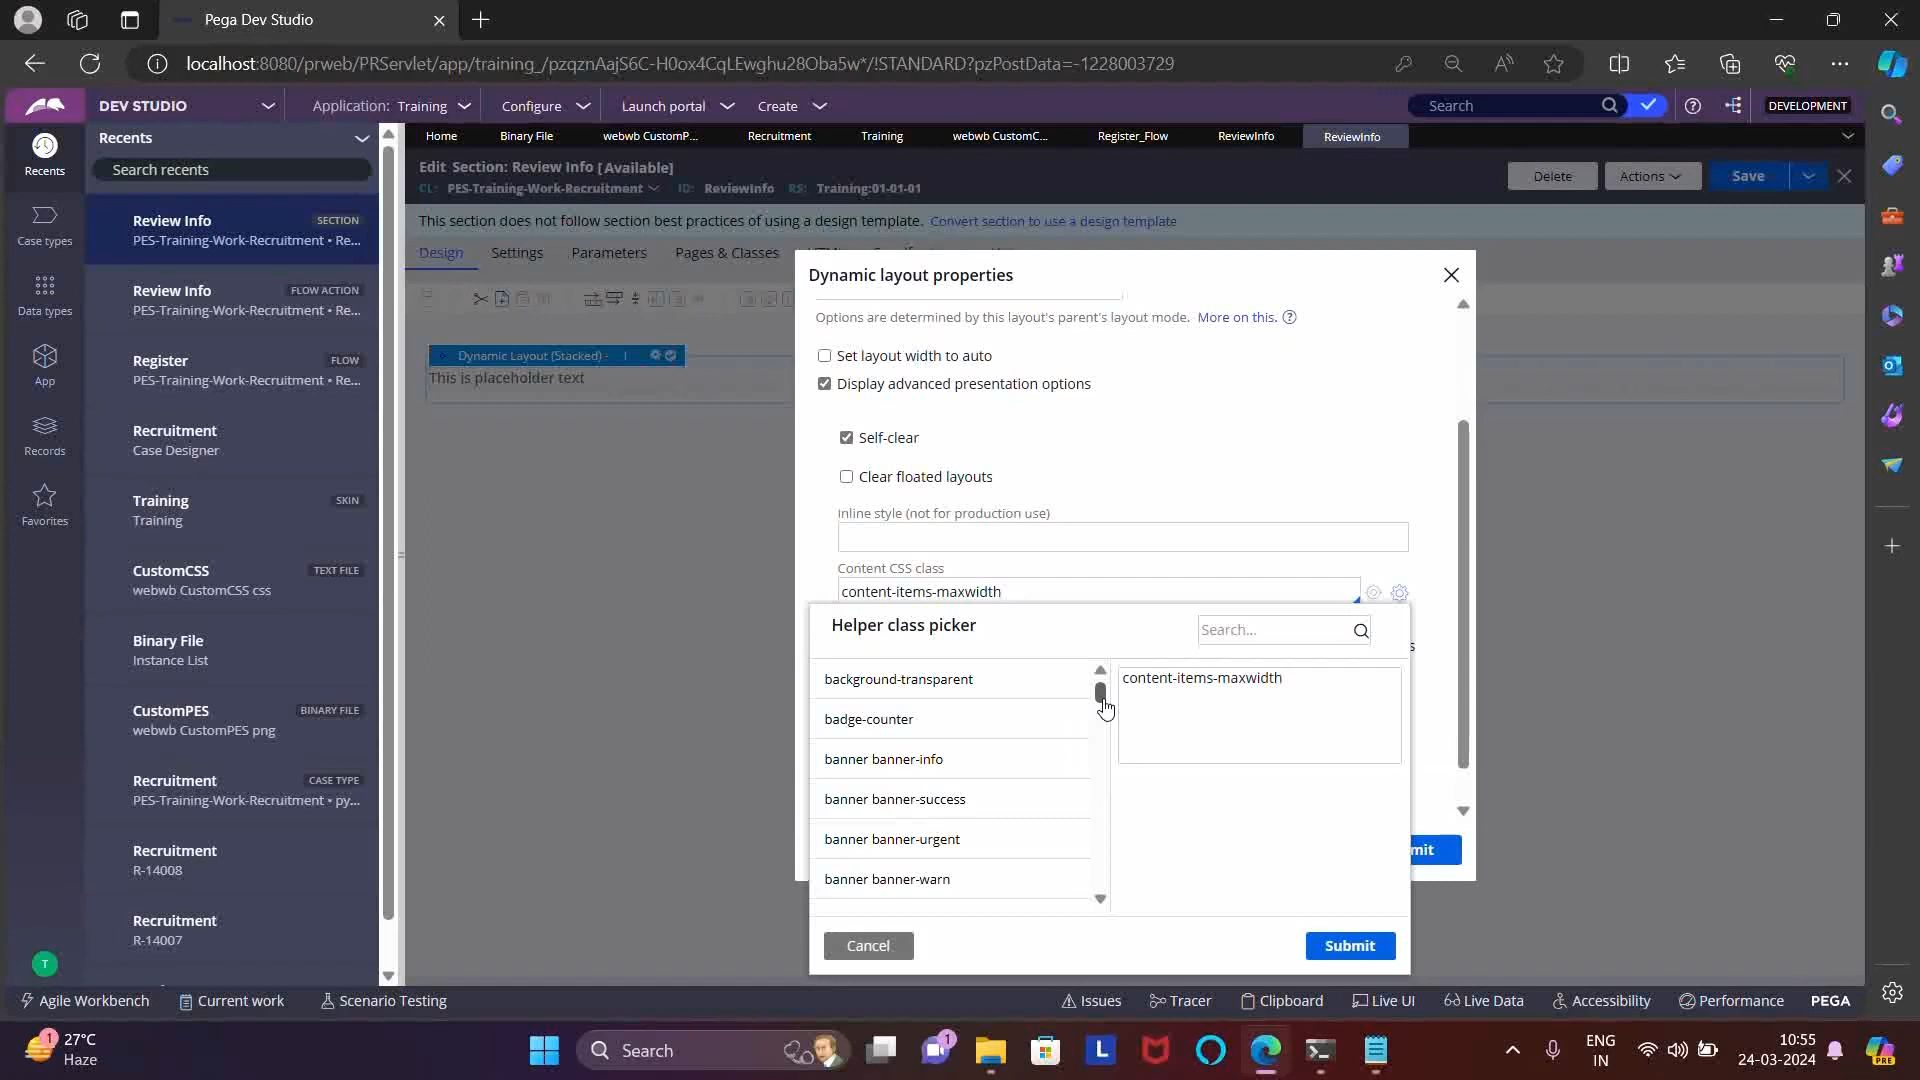 Pega Dev Studio
localhost:8080/prweb/PRServlet/app/training_/pzqznAajS6C-H0ox4CqLEwghu28Oba5w*/!STANDARD?pzPostData=-1228003729
DEV STUDIO
Application: Training
Configure
Launch portal
Create
Search
DEVELOPMENT
Recents
Home
Binary File
webwb CustomP...
Recruitment
Training
webwb CustomC...
Register_Flow
ReviewInfo
ReviewInfo
Recents
Search recents
Case types
Data types
App
Records
Favorites
T
Review Info SECTION
PES-Training-Work-Recruitment • Re...
Review Info FLOW ACTION
PES-Training-Work-Recruitment • Re...
Register FLOW
PES-Training-Work-Recruitment • Re...
Recruitment
Case Designer
Training SKIN
Training
CustomCSS TEXT FILE
webwb CustomCSS css
Binary File
Instance List
CustomPES BINARY FILE
webwb CustomPES png
Recruitment CASE TYPE
PES-Training-Work-Recruitment • py...
Recruitment
R-14008
Recruitment
R-14007
Edit Section: Review Info [Available]
CL: PES-Training-Work-Recruitment ID: ReviewInfo RS: Training:01-01-01
Delete
Actions
Save
This section does not follow section best practices of using a design template. Convert section to use a design template
Design
Settings
Parameters
Pages & Classes
Dynamic Layout (Stacked) -
This is placeholder text
Dynamic layout properties
Options are determined by this layout's parent's layout mode. More on this.
Set layout width to auto
Display advanced presentation options
Self-clear
Clear floated layouts
Inline style (not for production use)
Content CSS class
content-items-maxwidth
Helper class picker
Search...
background-transparent
badge-counter
banner banner-info
banner banner-success
banner banner-urgent
banner banner-warn
content-items-maxwidth
Cancel
Submit
mit
Agile Workbench
Current work
Scenario Testing
Issues
Tracer
Clipboard
Live UI
Live Data
Accessibility
Performance
PEGA
1
27°C
Haze
Search
1
ENG
IN
10:55
24-03-2024
PRE